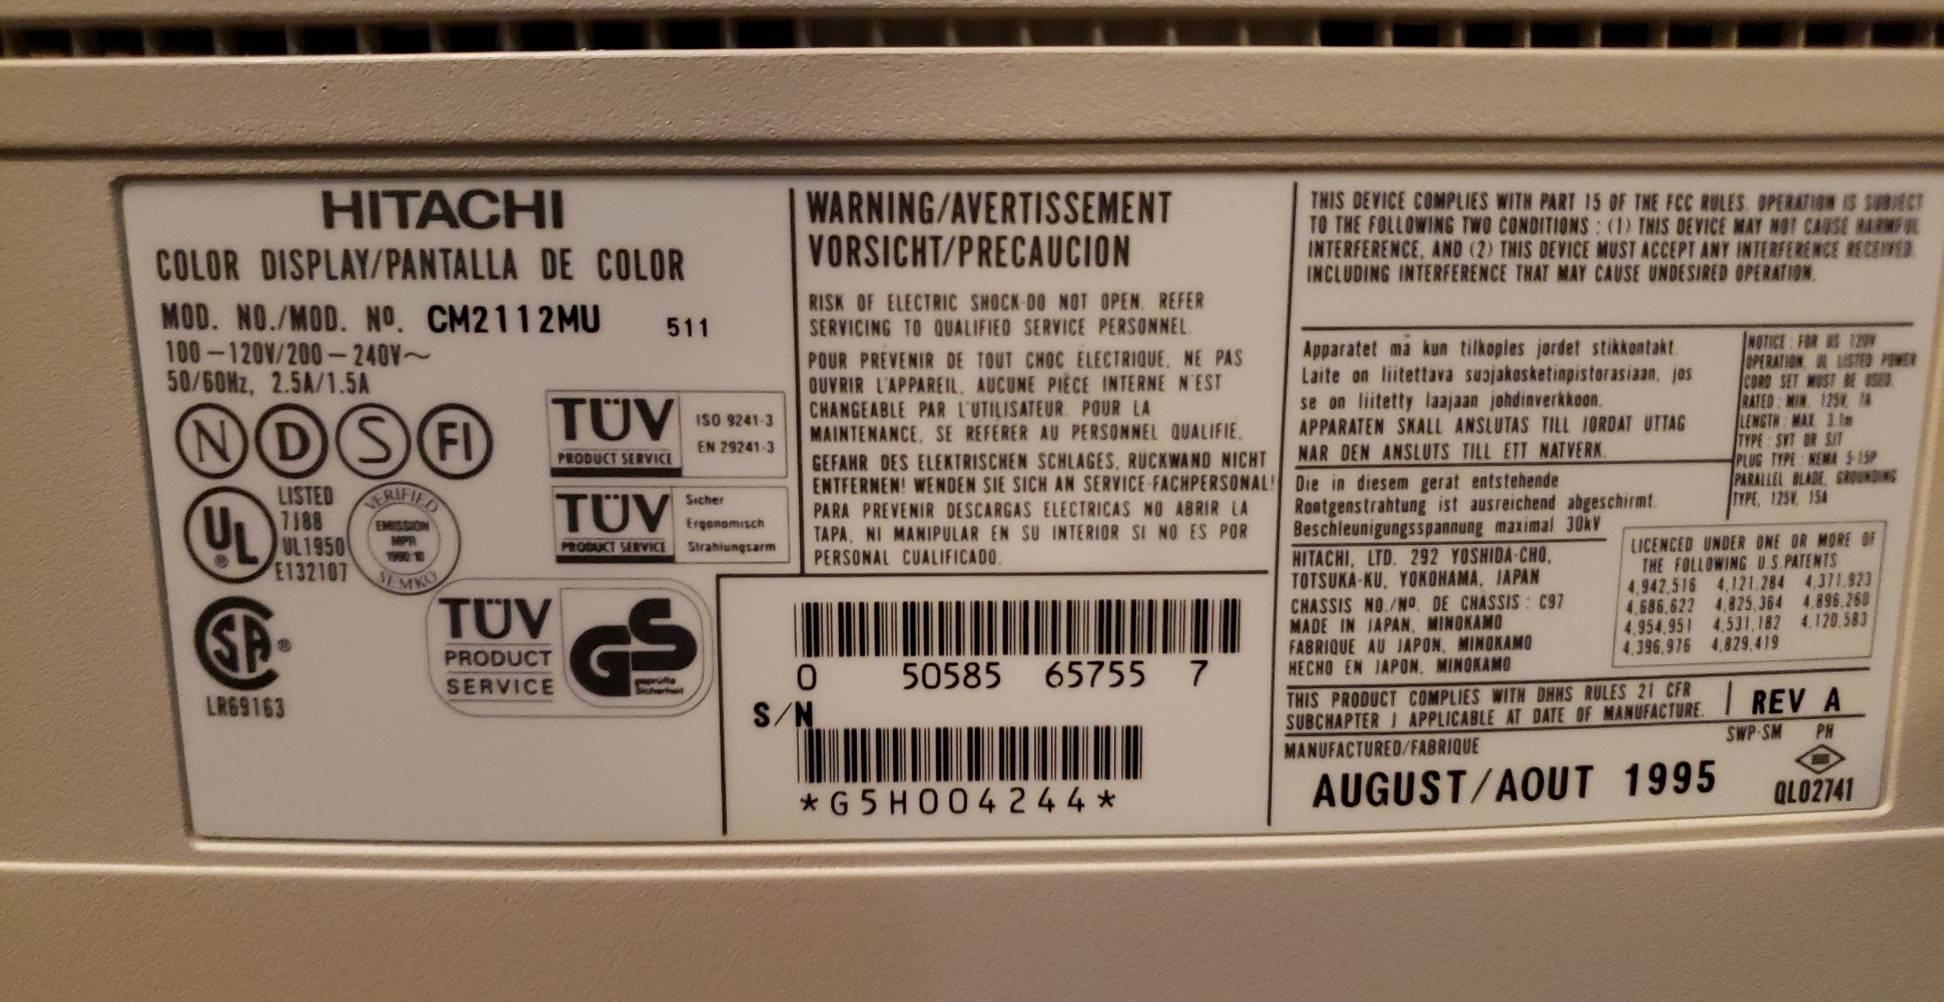 HITACHI
COLOR DISPLAY/PANTALLA DE COLOR
MOD. NO./MOD. Nº. CM2112MU 511
100-120V/200-240V~
50/60Hz, 2.5A/1.5A
N D S FI
TÜV
PRODUCT SERVICE
ISO 9241-3
EN 29241-3
UL
®
LISTED
7J88
UL1950
E132107
VERIFIED
EMISSION
MPR
1990:10
SEMKO
TÜV
PRODUCT SERVICE
Sicher
Ergonomisch
Strahlungsarm
SA®
LR69163
TÜV
PRODUCT
SERVICE
GS
geprüfte
Sicherheit
WARNING/AVERTISSEMENT
VORSICHT/PRECAUCION
RISK OF ELECTRIC SHOCK-DO NOT OPEN. REFER
SERVICING TO QUALIFIED SERVICE PERSONNEL.
POUR PRÉVENIR DE TOUT CHOC ÉLECTRIQUE, NE PAS
OUVRIR L'APPAREIL, AUCUNE PIÈCE INTERNE N'EST
CHANGEABLE PAR L'UTILISATEUR. POUR LA
MAINTENANCE, SE REFERER AU PERSONNEL QUALIFIÉ.
GEFAHR DES ELEKTRISCHEN SCHLAGES, RUCKWAND NICHT
ENTFERNEN! WENDEN SIE SICH AN SERVICE-FACHPERSONAL!
PARA PREVENIR DESCARGAS ELECTRICAS NO ABRIR LA
TAPA, NI MANIPULAR EN SU INTERIOR SI NO ES POR
PERSONAL CUALIFICADO.
0 50585 65755 7
S/N
*G5H004244*
THIS DEVICE COMPLIES WITH PART 15 OF THE FCC RULES. OPERATION IS SUBJECT
TO THE FOLLOWING TWO CONDITIONS : (1) THIS DEVICE MAY NOT CAUSE HARMFUL
INTERFERENCE, AND (2) THIS DEVICE MUST ACCEPT ANY INTERFERENCE RECEIVED,
INCLUDING INTERFERENCE THAT MAY CAUSE UNDESIRED OPERATION.
Apparatet må kun tilkoples jordet stikkontakt.
Laite on liitettava suojakosketinpistorasiaan, jos
se on liitetty laajaan johdinverkkoon.
APPARATEN SKALL ANSLUTAS TILL JORDAT UTTAG
NAR DEN ANSLUTS TILL ETT NATVERK.
NOTICE : FOR US 120V
OPERATION, UL LISTED POWER
CORD SET MUST BE USED.
RATED : MIN. 125V, 7A
LENGTH : MAX. 3.1m
TYPE : SVT OR SJT
PLUG TYPE : NEMA 5-15P
PARALLEL BLADE, GROUNDING
TYPE, 125V, 15A
Die in diesem gerat entstehende
Rontgenstrahtung ist ausreichend abgeschirmt.
Beschleunigungsspannung maximal 30kV
HITACHI, LTD. 292 YOSHIDA-CHO,
TOTSUKA-KU, YOKOHAMA, JAPAN
CHASSIS NO./Nº. DE CHASSIS : C97
MADE IN JAPAN, MINOKAMO
FABRIQUE AU JAPON, MINOKAMO
HECHO EN JAPON, MINOKAMO
LICENCED UNDER ONE OR MORE OF
THE FOLLOWING U.S.PATENTS
4,942,516 4,121,284 4,371,923
4,686,622 4,825,364 4,896,260
4,954,951 4,531,182 4,120,583
4,396,976 4,829,419
THIS PRODUCT COMPLIES WITH DHHS RULES 21 CFR
SUBCHAPTER J APPLICABLE AT DATE OF MANUFACTURE.
REV A
MANUFACTURED/FABRIQUE
AUGUST/AOUT 1995
SWP-SM PH
QL02741